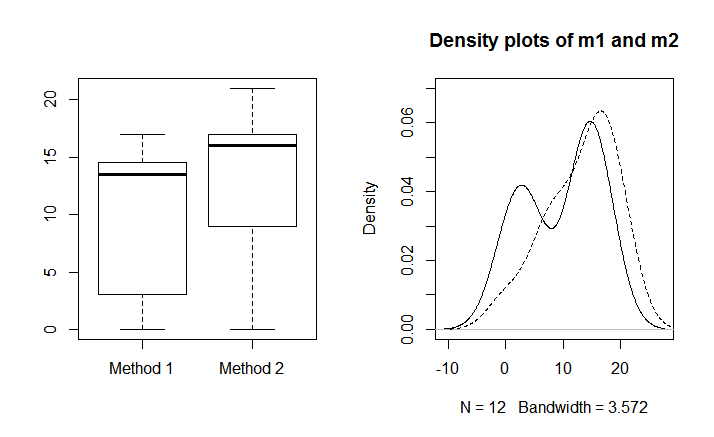 Density plots of m1 and m2
20
15
10
5
0
Method 1 Method 2
Density
0.06
0.04
0.02
0.00
-10 0 10 20
N = 12 Bandwidth = 3.572